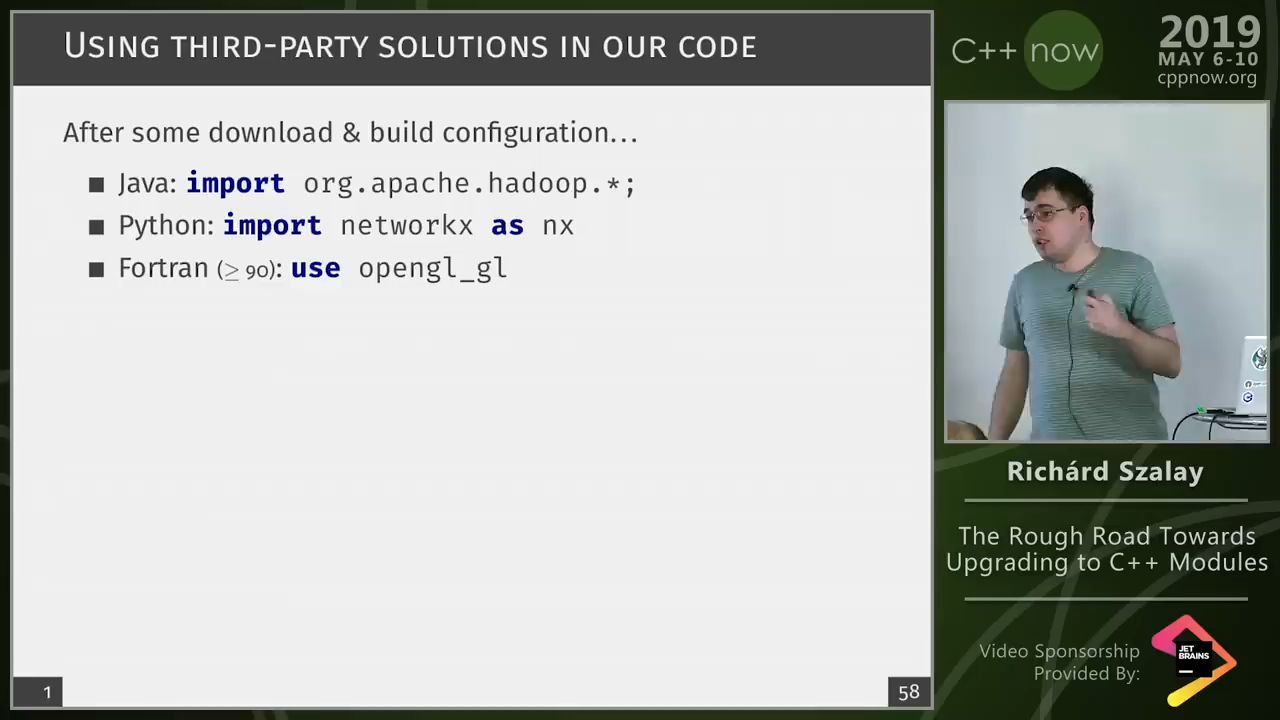 Using third-party solutions in our code
After some download & build configuration…
■ Java: import org.apache.hadoop.*;
■ Python: import networkx as nx
■ Fortran (≥ 90): use opengl_gl
1
58
C++ now
2019
MAY 6-10
cppnow.org
Richárd Szalay
The Rough Road Towards
Upgrading to C++ Modules
Video Sponsorship
Provided By:
JET
BRAINS